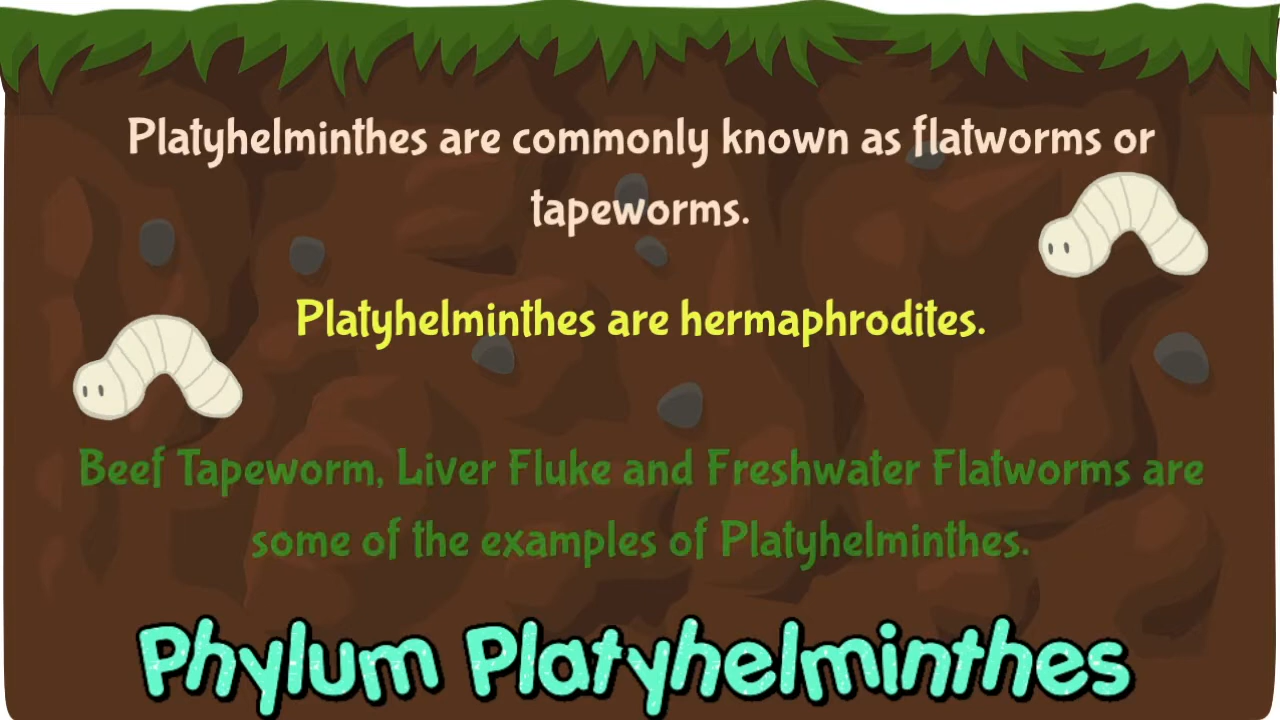 Platyhelminthes are commonly known as flatworms or
tapeworms.
Platyhelminthes are hermaphrodites.
Beef Tapeworm, Liver Fluke and Freshwater Flatworms are
some of the examples of Platyhelminthes.
Phylum Platyhelminthes